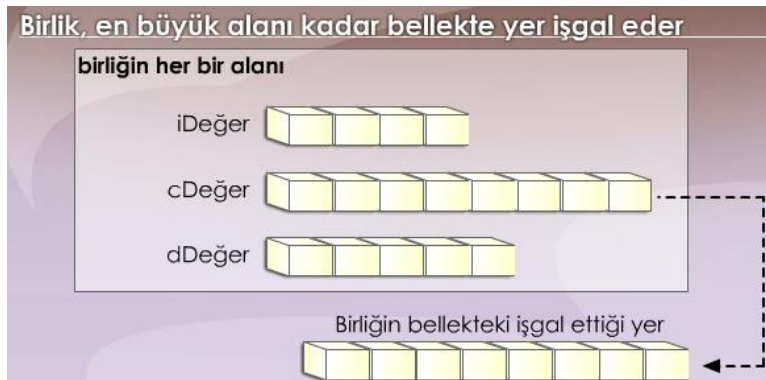 Birlik, en büyük alanı kadar bellekte yer işgal eder
birliğin her bir alanı
iDeğer
cDeğer
dDeğer
Birliğin bellekteki işgal ettiği yer